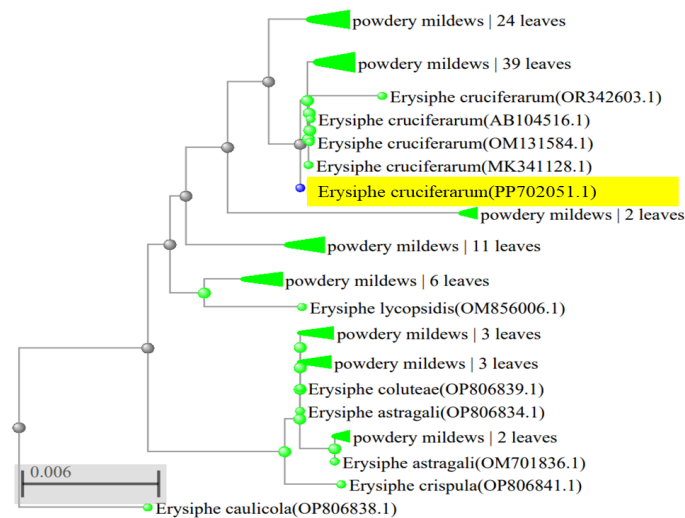 powdery mildews | 24 leaves
powdery mildews | 39 leaves
Erysiphe cruciferarum(OR342603.1)
Erysiphe cruciferarum(AB104516.1)
Erysiphe cruciferarum(OM131584.1)
Erysiphe cruciferarum(MK341128.1)
Erysiphe cruciferarum(PP702051.1)
powdery mildews | 2 leaves
powdery mildews | 11 leaves
powdery mildews | 6 leaves
Erysiphe lycopsidis(OM856006.1)
powdery mildews | 3 leaves
powdery mildews | 3 leaves
Erysiphe coluteae(OP806839.1)
Erysiphe astragali(OP806834.1)
powdery mildews | 2 leaves
Erysiphe astragali(OM701836.1)
0.006
Erysiphe crispula(OP806841.1)
Erysiphe caulicola(OP806838.1)